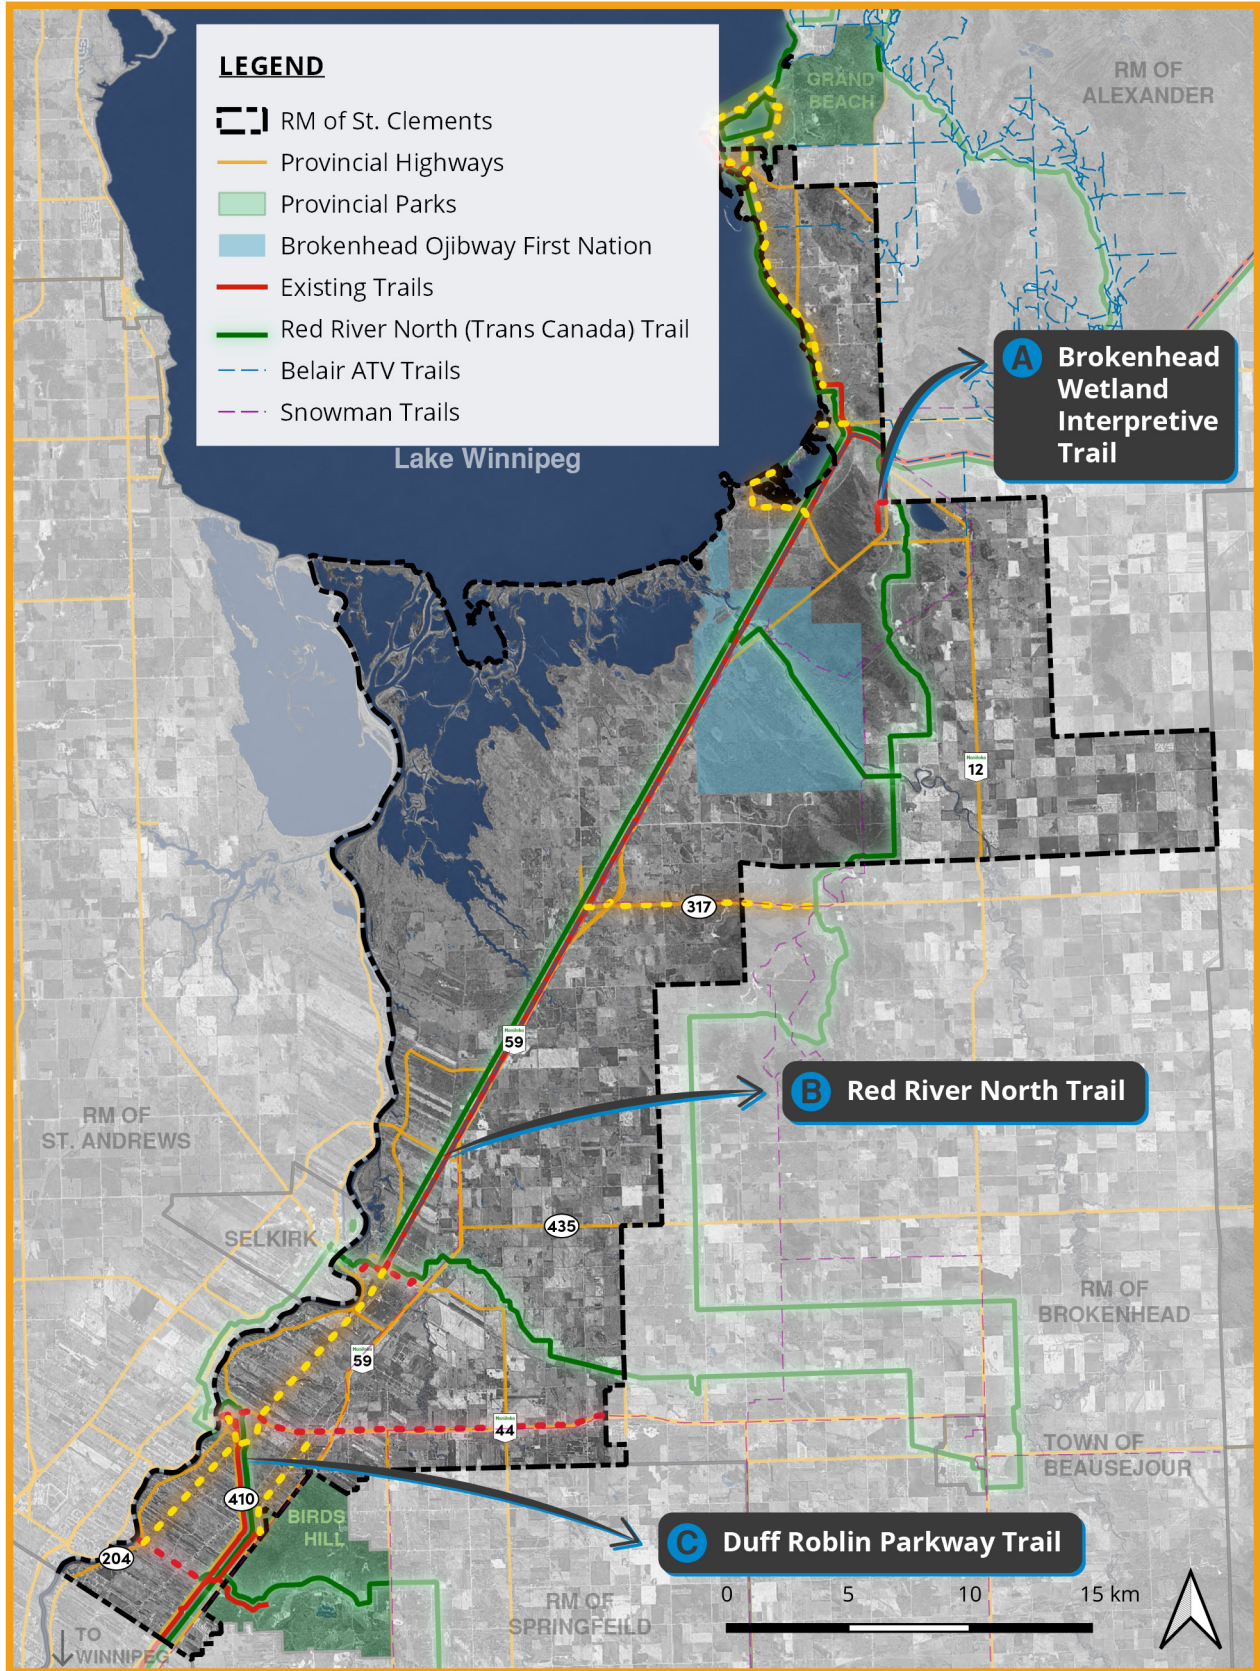 LEGEND
RM of St. Clements
Provincial Highways
Provincial Parks
Brokenhead Ojibway First Nation
Existing Trails
Red River North (Trans Canada) Trail
Belair ATV Trails
Snowman Trails
GRAND
BEACH
RM OF
ALEXANDER
A Brokenhead
Wetland
Interpretive
Trail
Lake Winnipeg
Manitoba
12
317
Manitoba
59
B Red River North Trail
RM OF
ST. ANDREWS
SELKIRK
435
RM OF
BROKENHEAD
Manitoba
59
Manitoba
44
TOWN OF
BEAUSEJOUR
410
BIRDS
HILL
C Duff Roblin Parkway Trail
204
RM OF
SPRINGFEILD
0 5 10 15 km
TO
WINNIPEG